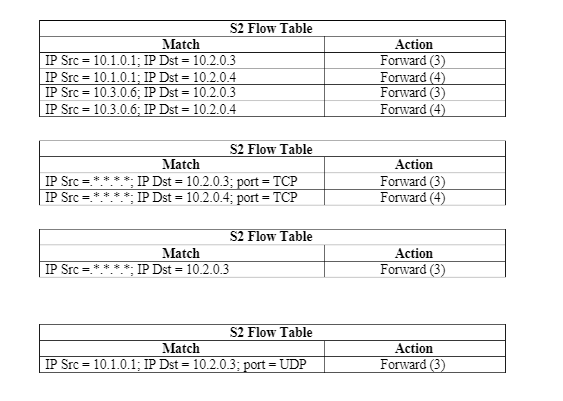 S2 Flow Table
Match Action
IP Src = 10.1.0.1; IP Dst = 10.2.0.3 Forward (3)
IP Src = 10.1.0.1; IP Dst = 10.2.0.4 Forward (4)
IP Src = 10.3.0.6; IP Dst = 10.2.0.3 Forward (3)
IP Src = 10.3.0.6; IP Dst = 10.2.0.4 Forward (4)
S2 Flow Table
Match Action
IP Src =.*.*.*.*; IP Dst = 10.2.0.3; port = TCP Forward (3)
IP Src =.*.*.*.*; IP Dst = 10.2.0.4; port = TCP Forward (4)
S2 Flow Table
Match Action
IP Src =.*.*.*.*; IP Dst = 10.2.0.3 Forward (3)
S2 Flow Table
Match Action
IP Src = 10.1.0.1; IP Dst = 10.2.0.3; port = UDP Forward (3)